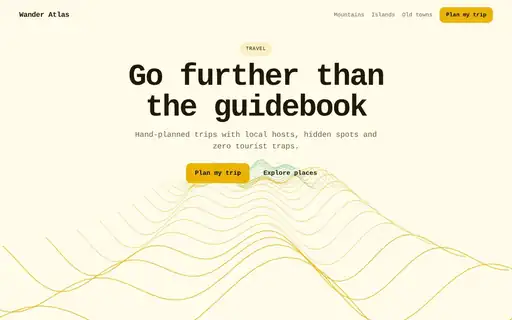 Wander Atlas
Mountains Islands Old towns Plan my trip
TRAVEL
Go further than
the guidebook
Hand-planned trips with local hosts, hidden spots and
zero tourist traps.
Plan my trip Explore places